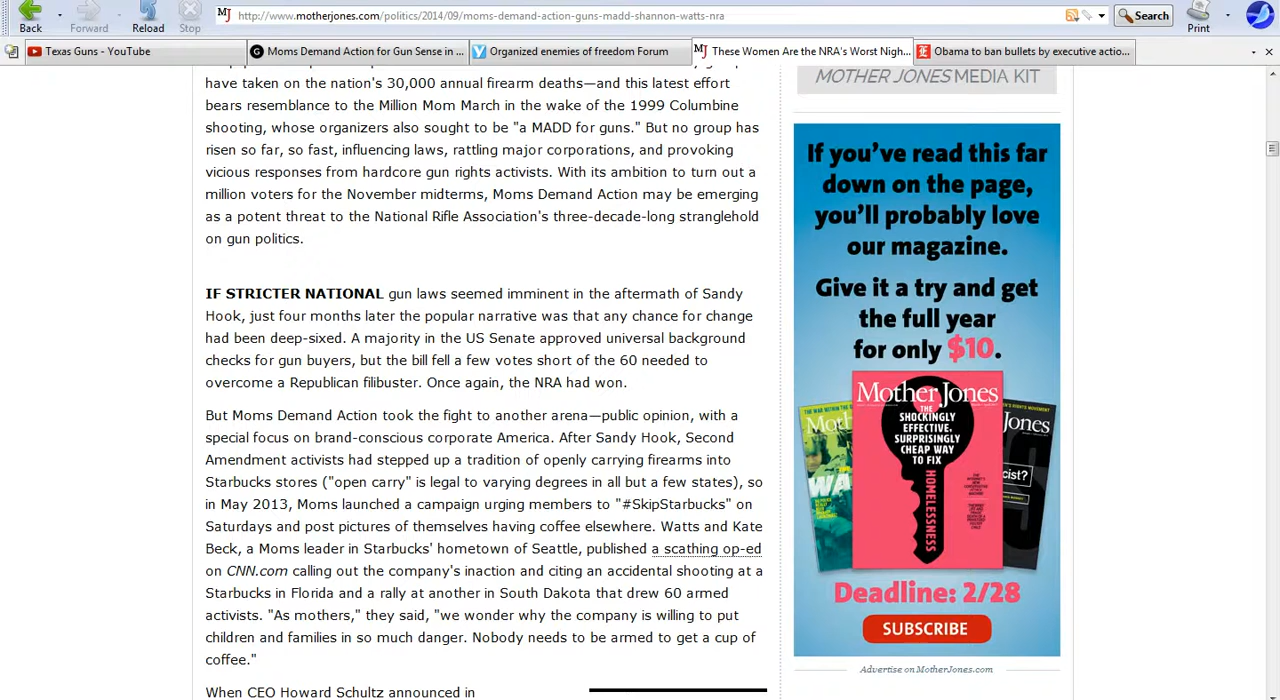 Back
Forward
Reload
Stop
http://www.motherjones.com/politics/2014/09/moms-demand-action-guns-madd-shannon-watts-nra
Search
Print
Texas Guns - YouTube
Moms Demand Action for Gun Sense in ...
Organized enemies of freedom Forum
These Women Are the NRA's Worst Nigh...
Obama to ban bullets by executive actio...
have taken on the nation's 30,000 annual firearm deaths—and this latest effort
bears resemblance to the Million Mom March in the wake of the 1999 Columbine
shooting, whose organizers also sought to be "a MADD for guns." But no group has
risen so far, so fast, influencing laws, rattling major corporations, and provoking
vicious responses from hardcore gun rights activists. With its ambition to turn out a
million voters for the November midterms, Moms Demand Action may be emerging
as a potent threat to the National Rifle Association's three-decade-long stranglehold
on gun politics.
IF STRICTER NATIONAL gun laws seemed imminent in the aftermath of Sandy
Hook, just four months later the popular narrative was that any chance for change
had been deep-sixed. A majority in the US Senate approved universal background
checks for gun buyers, but the bill fell a few votes short of the 60 needed to
overcome a Republican filibuster. Once again, the NRA had won.
But Moms Demand Action took the fight to another arena—public opinion, with a
special focus on brand-conscious corporate America. After Sandy Hook, Second
Amendment activists had stepped up a tradition of openly carrying firearms into
Starbucks stores ("open carry" is legal to varying degrees in all but a few states), so
in May 2013, Moms launched a campaign urging members to "#SkipStarbucks" on
Saturdays and post pictures of themselves having coffee elsewhere. Watts and Kate
Beck, a Moms leader in Starbucks' hometown of Seattle, published a scathing op-ed
on CNN.com calling out the company's inaction and citing an accidental shooting at a
Starbucks in Florida and a rally at another in South Dakota that drew 60 armed
activists. "As mothers," they said, "we wonder why the company is willing to put
children and families in so much danger. Nobody needs to be armed to get a cup of
coffee."
When CEO Howard Schultz announced in
MOTHER JONES MEDIA KIT
If you've read this far
down on the page,
you'll probably love
our magazine.
Give it a try and get
the full year
for only $10.
Mother Jones
THE
SHOCKINGLY
EFFECTIVE,
SURPRISINGLY
CHEAP WAY
TO FIX
HOMELESSNESS
Deadline: 2/28
SUBSCRIBE
Advertise on MotherJones.com